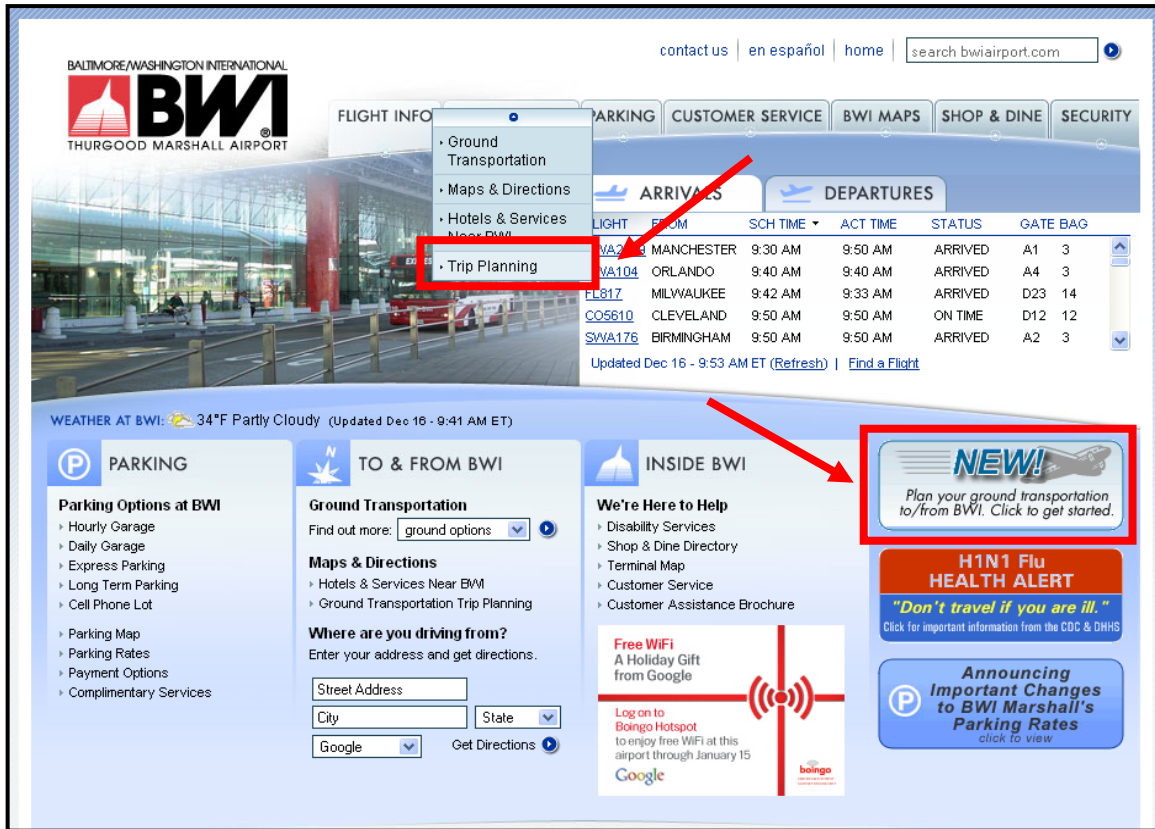 contact us
en español
home
search bwiairport.com
BALTIMORE/WASHINGTON INTERNATIONAL
BWI
®
THURGOOD MARSHALL AIRPORT
FLIGHT INFO
PARKING
CUSTOMER SERVICE
BWI MAPS
SHOP & DINE
SECURITY
Ground
Transportation
Maps & Directions
Hotels & Services
Near BWI
Trip Planning
ARRIVALS
DEPARTURES
FLIGHT FROM SCH TIME ACT TIME STATUS GATE BAG
MANCHESTER 9:30 AM 9:50 AM ARRIVED A1 3
SWA104 ORLANDO 9:40 AM 9:40 AM ARRIVED A4 3
FL817 MILWAUKEE 9:42 AM 9:33 AM ARRIVED D23 14
CO5610 CLEVELAND 9:50 AM 9:50 AM ON TIME D12 12
SWA176 BIRMINGHAM 9:50 AM 9:50 AM ARRIVED A2 3
Updated Dec 16 - 9:53 AM ET (Refresh) | Find a Flight
WEATHER AT BWI: 34°F Partly Cloudy (Updated Dec 16 - 9:41 AM ET)
P PARKING
Parking Options at BWI
Hourly Garage
Daily Garage
Express Parking
Long Term Parking
Cell Phone Lot
Parking Map
Parking Rates
Payment Options
Complimentary Services
N TO & FROM BWI
Ground Transportation
Find out more: ground options
Maps & Directions
Hotels & Services Near BWI
Ground Transportation Trip Planning
Where are you driving from?
Enter your address and get directions.
Street Address
City
State
Google
Get Directions
INSIDE BWI
We're Here to Help
Disability Services
Shop & Dine Directory
Terminal Map
Customer Service
Customer Assistance Brochure
Free WiFi
A Holiday Gift
from Google
Log on to
Boingo Hotspot
to enjoy free WiFi at this
airport through January 15
Google
boingo
NEW!
Plan your ground transportation
to/from BWI. Click to get started.
H1N1 Flu
HEALTH ALERT
"Don't travel if you are ill."
Click for important information from the CDC & DHHS
P
Announcing
Important Changes
to BWI Marshall's
Parking Rates
click to view